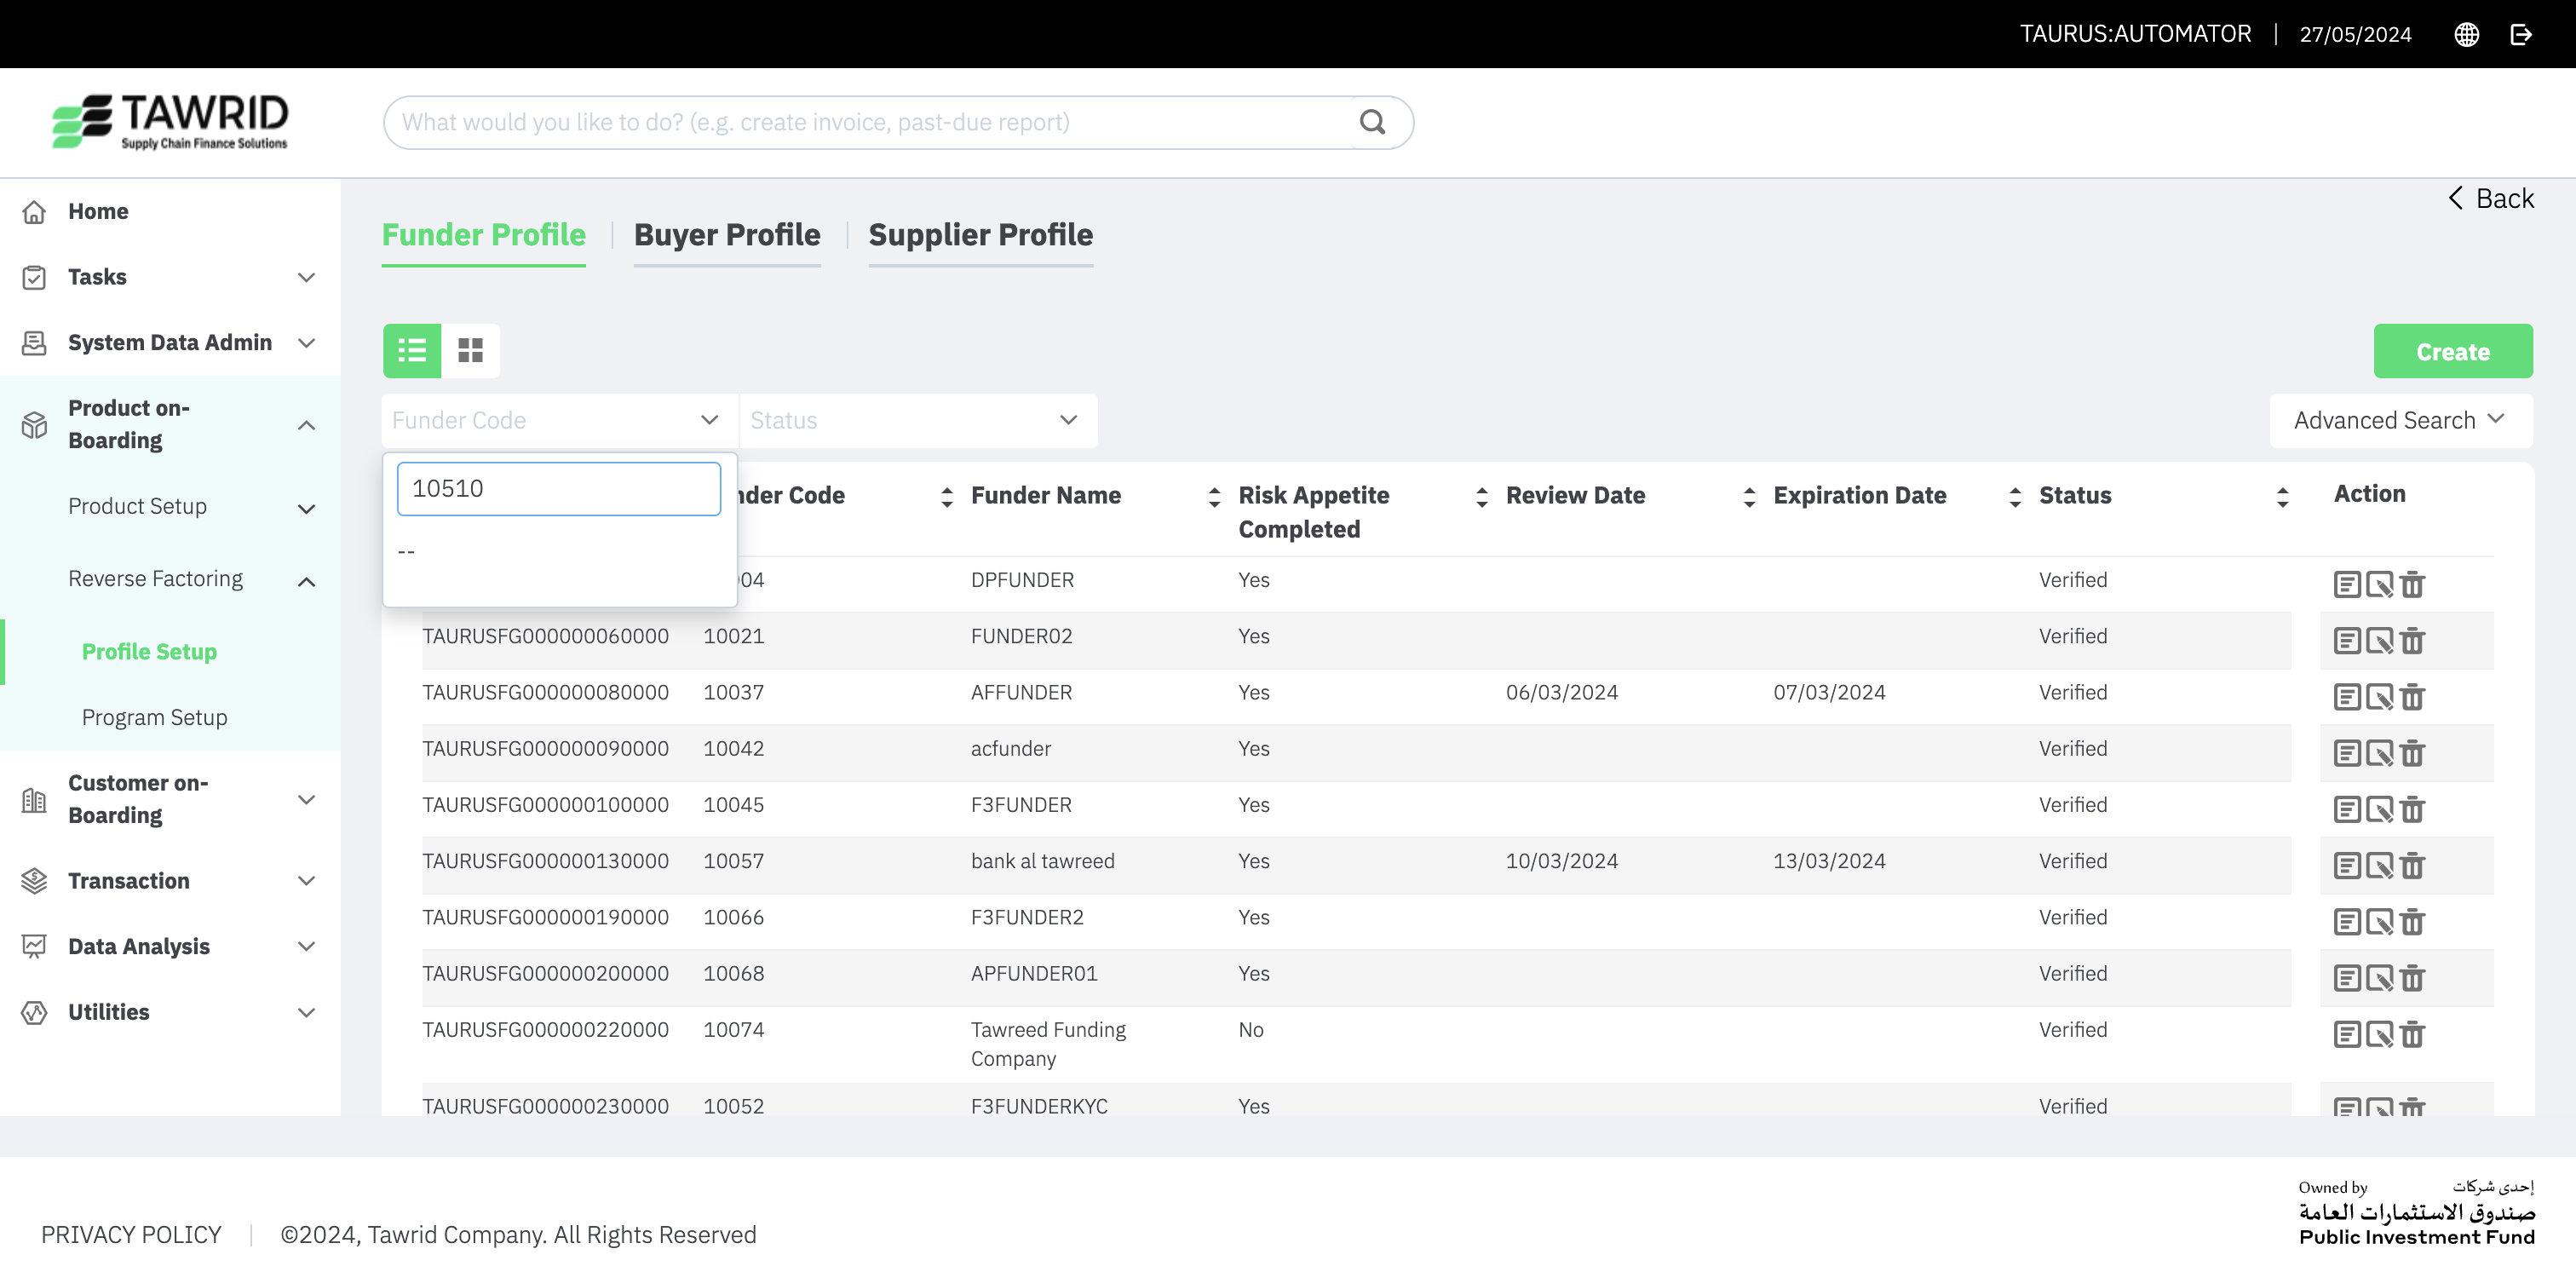 TAURUS:AUTOMATOR
27/05/2024
TAWRID
Supply Chain Finance Solutions
What would you like to do? (e.g. create invoice, past-due report)
Home
Tasks
System Data Admin
Product on-
Boarding
Product Setup
Reverse Factoring
Profile Setup
Program Setup
Customer on-
Boarding
Transaction
Data Analysis
Utilities
Back
Funder Profile
Buyer Profile
Supplier Profile
Create
Funder Code
Status
Advanced Search
10510
--
nder Code
Funder Name
Risk Appetite
Completed
Review Date
Expiration Date
Status
Action
04 DPFUNDER Yes Verified
TAURUSFG000000060000 10021 FUNDER02 Yes Verified
TAURUSFG000000080000 10037 AFFUNDER Yes 06/03/2024 07/03/2024 Verified
TAURUSFG000000090000 10042 acfunder Yes Verified
TAURUSFG000000100000 10045 F3FUNDER Yes Verified
TAURUSFG000000130000 10057 bank al tawreed Yes 10/03/2024 13/03/2024 Verified
TAURUSFG000000190000 10066 F3FUNDER2 Yes Verified
TAURUSFG000000200000 10068 APFUNDER01 Yes Verified
TAURUSFG000000220000 10074 Tawreed Funding No Verified
Company
TAURUSFG000000230000 10052 F3FUNDERKYC Yes Verified
PRIVACY POLICY
©2024, Tawrid Company. All Rights Reserved
Owned by إحدى شركات
صندوق الاستثمارات العامة
Public Investment Fund